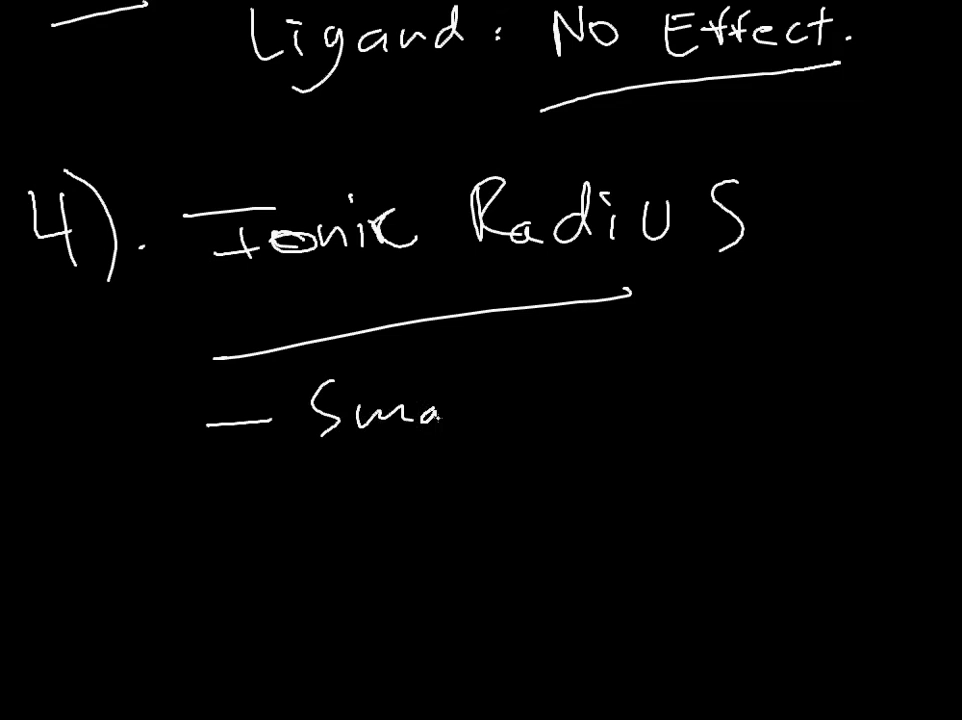 Ligand : No Effect.
4). Ionic Radius
— Sma